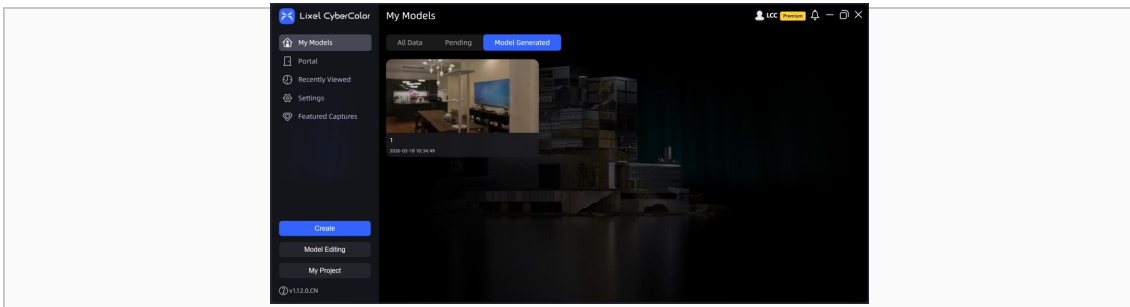 Lixel CyberColor
My Models
LCC Premium
My Models
Portal
Recently Viewed
Settings
Featured Captures
All Data Pending Model Generated
1
2026-03-18 10:34:49
Create
Model Editing
My Project
v1.12.0.CN